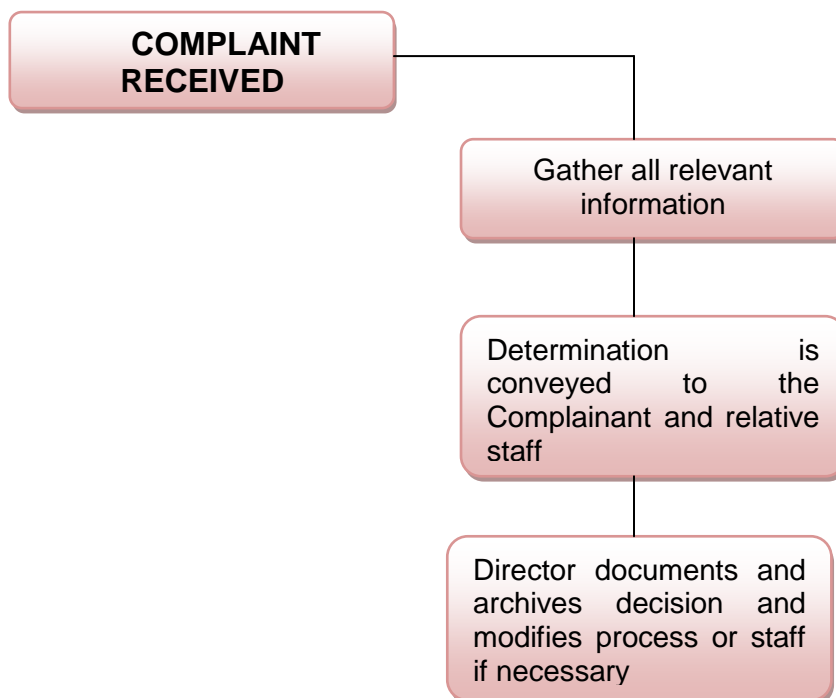 COMPLAINT
RECEIVED
Gather all relevant
information
Determination is
conveyed to the
Complainant and relative
staff
Director documents and
archives decision and
modifies process or staff
if necessary